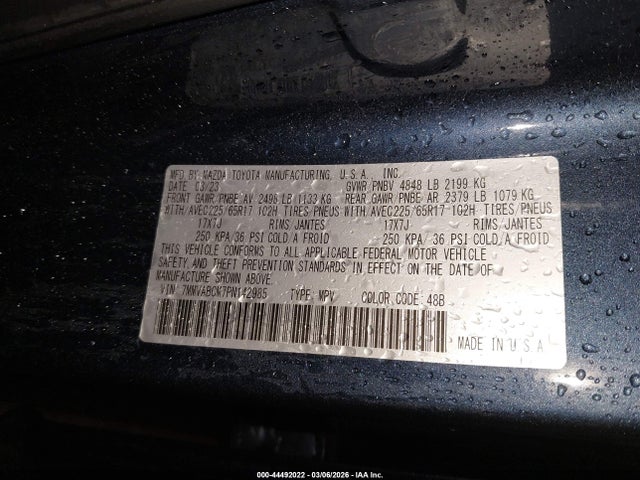 MFD BY MAZDA TOYOTA MANUFACTURING, U.S.A., INC.
DATE 03/23 GVWR PNBV 4848 LB 2199 KG
FRONT GAWR PNBE AV 2496 LB 1133 KG REAR GAWR PNBE AR 2379 LB 1079 KG
WITH AVEC225/65R17 102H TIRES/PNEUS WITH AVEC225/65R17 102H TIRES/PNEUS
17X7J RIMS/JANTES 17X7J RIMS/JANTES
250 KPA/36 PSI COLD/A FROID 250 KPA/36 PSI COLD/A FROID
THIS VEHICLE CONFORMS TO ALL APPLICABLE FEDERAL MOTOR VEHICLE
SAFETY AND THEFT PREVENTION STANDARDS IN EFFECT ON THE DATE OF
MANUFACTURE SHOWN ABOVE.
VIN: 7MMVABCM7PN142985 TYPE: MPV COLOR CODE: 48B
MADE IN U.S.A
000-44492022 - 03/06/2026 - IAA Inc.